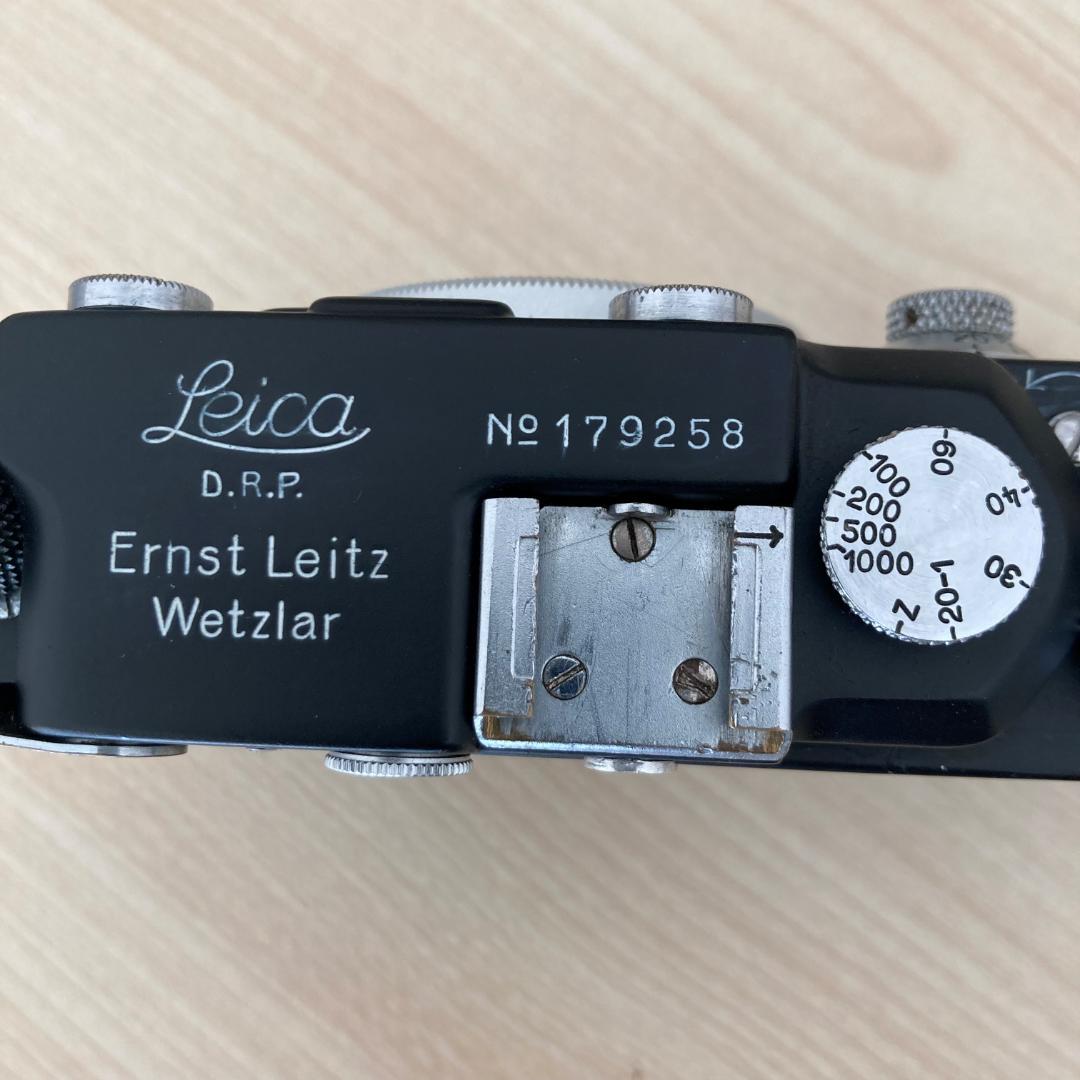 Leica
D.R.P.
Ernst Leitz
Wetzlar
№ 179258
→
100
200
500
1000
60
40
30
20-1
Z